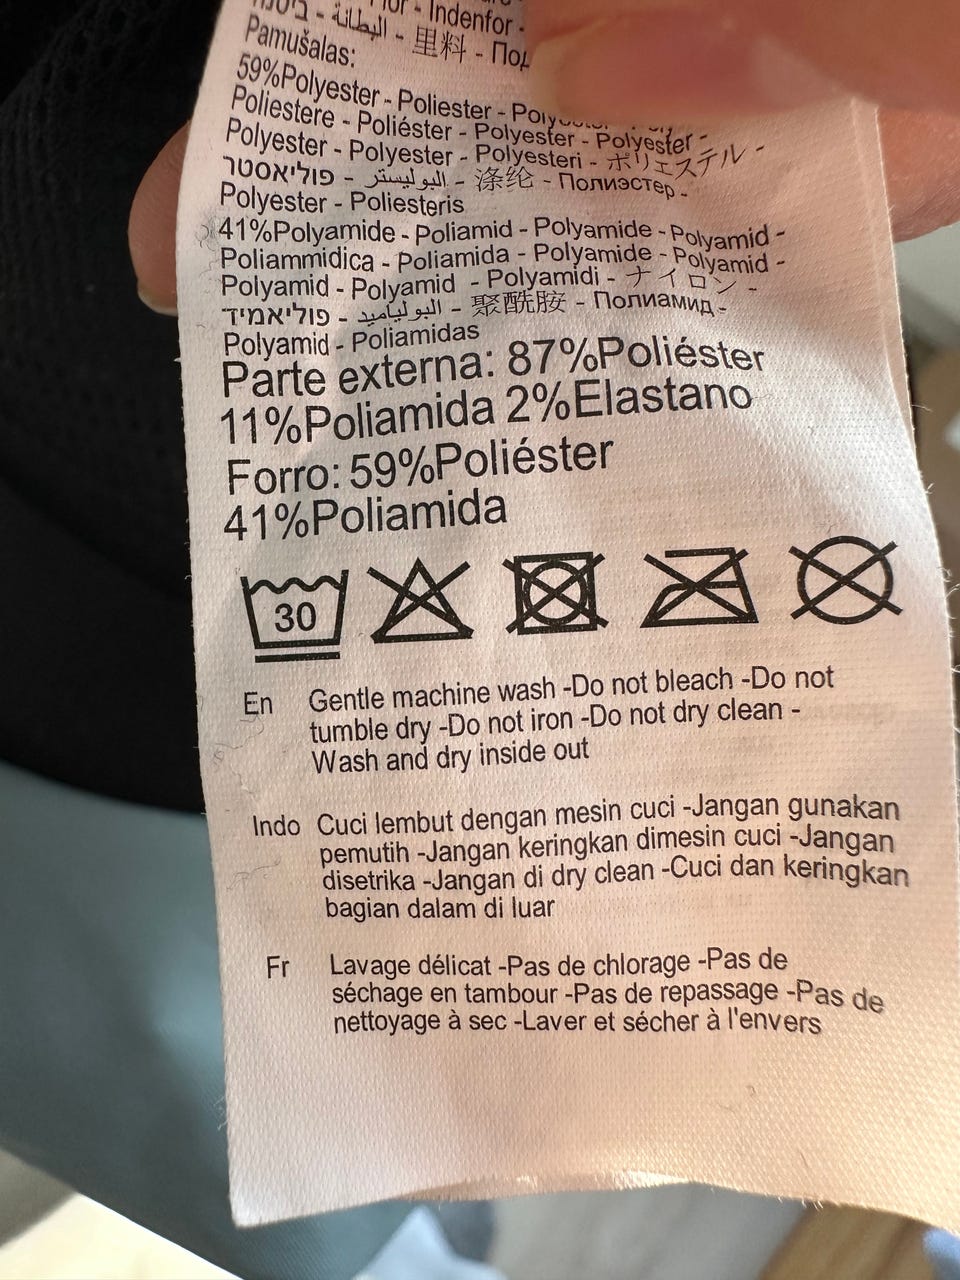 - Indenfor -
البطانة - 里料 -
Pamušalas:
59%Polyester - Poliester -
Poliestere - Poliéster - Polyester - Polyester -
Polyester - Polyester - Polyesteri - ポリエステル -
פוליאסטר - البوليستر - 涤纶 - Полиэстер -
Polyester - Poliesteris
41%Polyamide - Poliamid - Polyamide - Polyamid -
Poliammidica - Poliamida - Polyamide - Polyamid -
Polyamid - Polyamid - Polyamidi - ナイロン -
פוליאמיד - البولياميد - 聚酰胺 - Полиамид -
Polyamid - Poliamidas
Parte externa: 87%Poliéster
11%Poliamida 2%Elastano
Forro: 59%Poliéster
41%Poliamida
30
En Gentle machine wash -Do not bleach -Do not
tumble dry -Do not iron -Do not dry clean -
Wash and dry inside out
Indo Cuci lembut dengan mesin cuci -Jangan gunakan
pemutih -Jangan keringkan dimesin cuci -Jangan
disetrika -Jangan di dry clean -Cuci dan keringkan
bagian dalam di luar
Fr Lavage délicat -Pas de chlorage -Pas de
séchage en tambour -Pas de repassage -Pas de
nettoyage à sec -Laver et sécher à l'envers